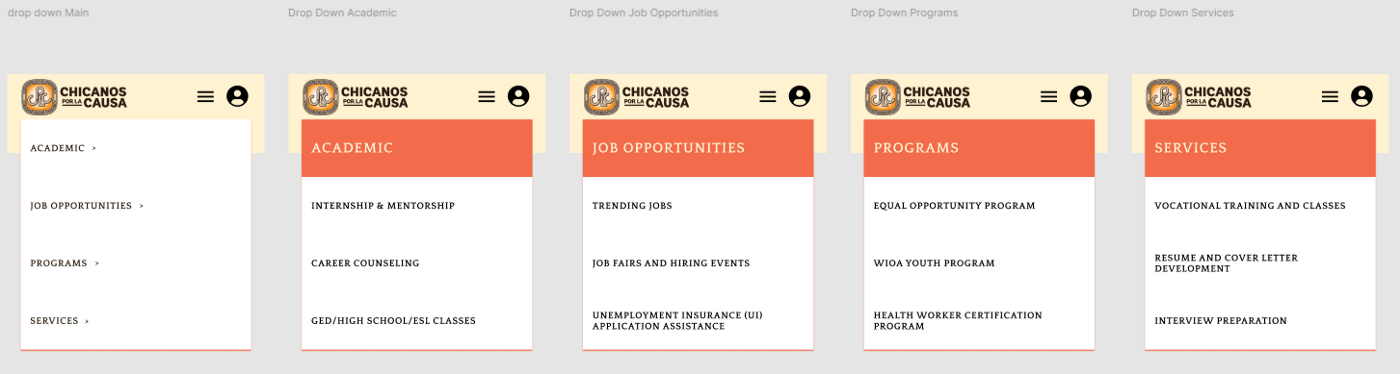 drop down Main
CHICANOS
POR LA
CAUSA
ACADEMIC >
JOB OPPORTUNITIES >
PROGRAMS >
SERVICES >
Drop Down Academic
CHICANOS
POR LA
CAUSA
ACADEMIC
INTERNSHIP & MENTORSHIP
CAREER COUNSELING
GED/HIGH SCHOOL/ESL CLASSES
Drop Down Job Opportunities
CHICANOS
POR LA
CAUSA
JOB OPPORTUNITIES
TRENDING JOBS
JOB FAIRS AND HIRING EVENTS
UNEMPLOYMENT INSURANCE (UI)
APPLICATION ASSISTANCE
Drop Down Programs
CHICANOS
POR LA
CAUSA
PROGRAMS
EQUAL OPPORTUNITY PROGRAM
WIOA YOUTH PROGRAM
HEALTH WORKER CERTIFICATION
PROGRAM
Drop Down Services
CHICANOS
POR LA
CAUSA
SERVICES
VOCATIONAL TRAINING AND CLASSES
RESUME AND COVER LETTER
DEVELOPMENT
INTERVIEW PREPARATION